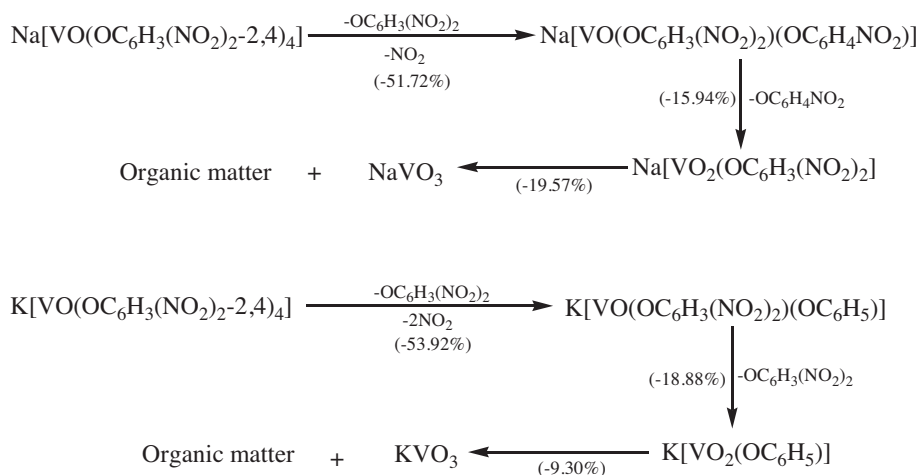 Na[VO(OC₆H₃(NO₂)₂-2,4)₄] -OC₆H₃(NO₂)₂ Na[VO(OC₆H₃(NO₂)₂)(OC₆H₄NO₂)]
-NO₂
(-51.72%)
(-15.94%) -OC₆H₄NO₂
Organic matter + NaVO₃ (-19.57%) Na[VO₂(OC₆H₃(NO₂)₂]
K[VO(OC₆H₃(NO₂)₂-2,4)₄] -OC₆H₃(NO₂)₂ K[VO(OC₆H₃(NO₂)₂)(OC₆H₅)]
-2NO₂
(-53.92%)
(-18.88%) -OC₆H₃(NO₂)₂
Organic matter + KVO₃ (-9.30%) K[VO₂(OC₆H₅)]